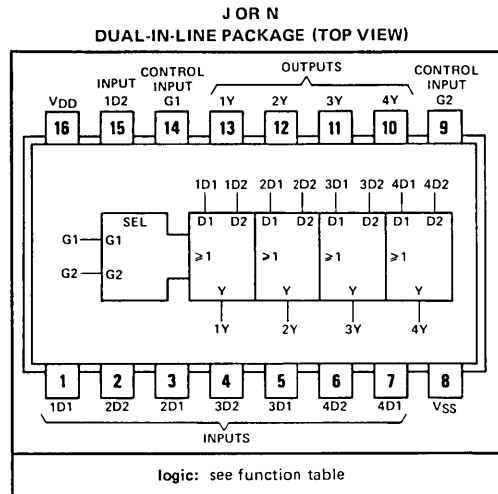 J OR N
DUAL-IN-LINE PACKAGE (TOP VIEW)
INPUT CONTROL INPUT OUTPUTS CONTROL INPUT
VDD 1D2 G1 1Y 2Y 3Y 4Y G2
16 15 14 13 12 11 10 9
1D1 1D2 2D1 2D2 3D1 3D2 4D1 4D2
SEL D1 D2 D1 D2 D1 D2 D1 D2
G1 G1 ≥1 ≥1 ≥1 ≥1
G2 G2
Y Y Y Y
1Y 2Y 3Y 4Y
1 2 3 4 5 6 7 8
1D1 2D2 2D1 3D2 3D1 4D2 4D1 VSS
INPUTS
logic: see function table